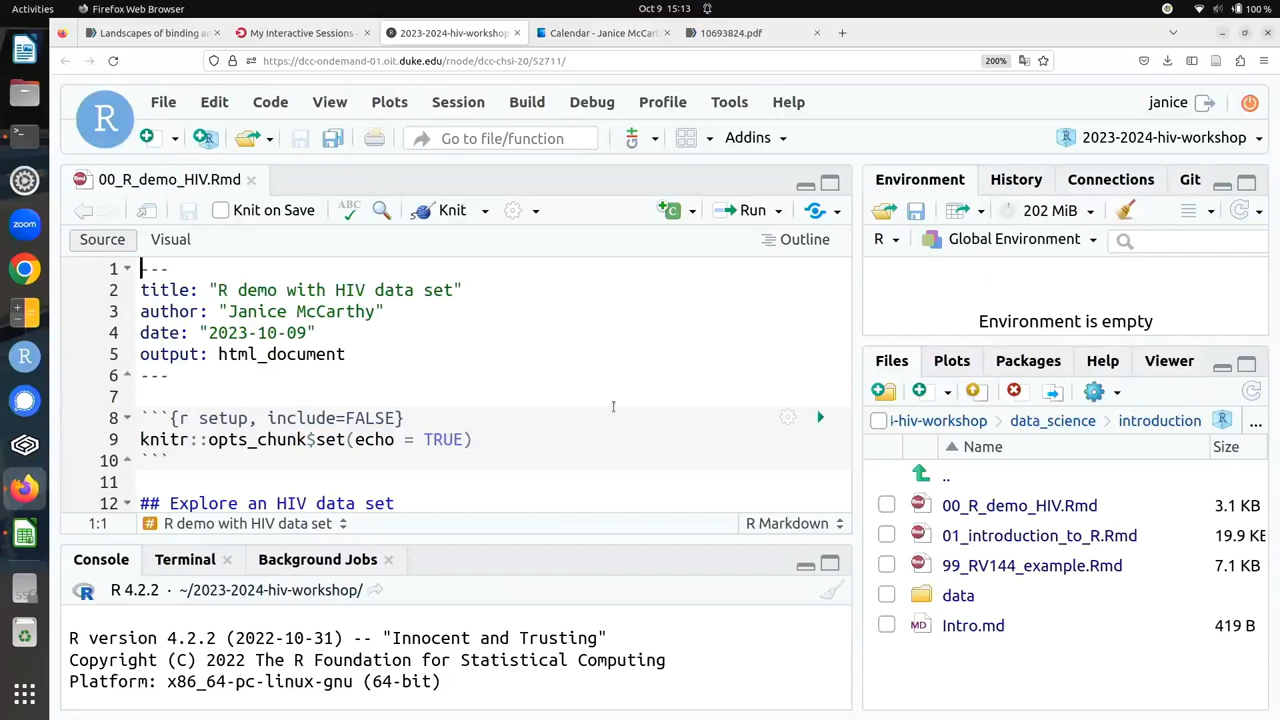 Activities Firefox Web Browser Oct 9 15:13 100 %
Landscapes of binding a My Interactive Sessions - 2023-2024-hiv-workshop Calendar - Janice McCar 10693824.pdf
https://dcc-ondemand-01.oit.duke.edu/rnode/dcc-chsi-20/52711/ 200%
File Edit Code View Plots Session Build Debug Profile Tools Help janice
Go to file/function Addins 2023-2024-hiv-workshop
00_R_demo_HIV.Rmd
Knit on Save ABC Knit Run
Source Visual Outline
1 ---
2 title: "R demo with HIV data set"
3 author: "Janice McCarthy"
4 date: "2023-10-09"
5 output: html_document
6 ---
7
8 ```{r setup, include=FALSE}
9 knitr::opts_chunk$set(echo = TRUE)
10 ```
11
12 ## Explore an HIV data set
1:1 R demo with HIV data set R Markdown
Console Terminal Background Jobs
R 4.2.2 · ~/2023-2024-hiv-workshop/
R version 4.2.2 (2022-10-31) -- "Innocent and Trusting"
Copyright (C) 2022 The R Foundation for Statistical Computing
Platform: x86_64-pc-linux-gnu (64-bit)
Environment History Connections Git
202 MiB
R Global Environment
Environment is empty
Files Plots Packages Help Viewer
l-hiv-workshop data_science introduction ...
Name Size
..
00_R_demo_HIV.Rmd 3.1 KB
01_introduction_to_R.Rmd 19.9 KB
99_RV144_example.Rmd 7.1 KB
data
Intro.md 419 B
zoom